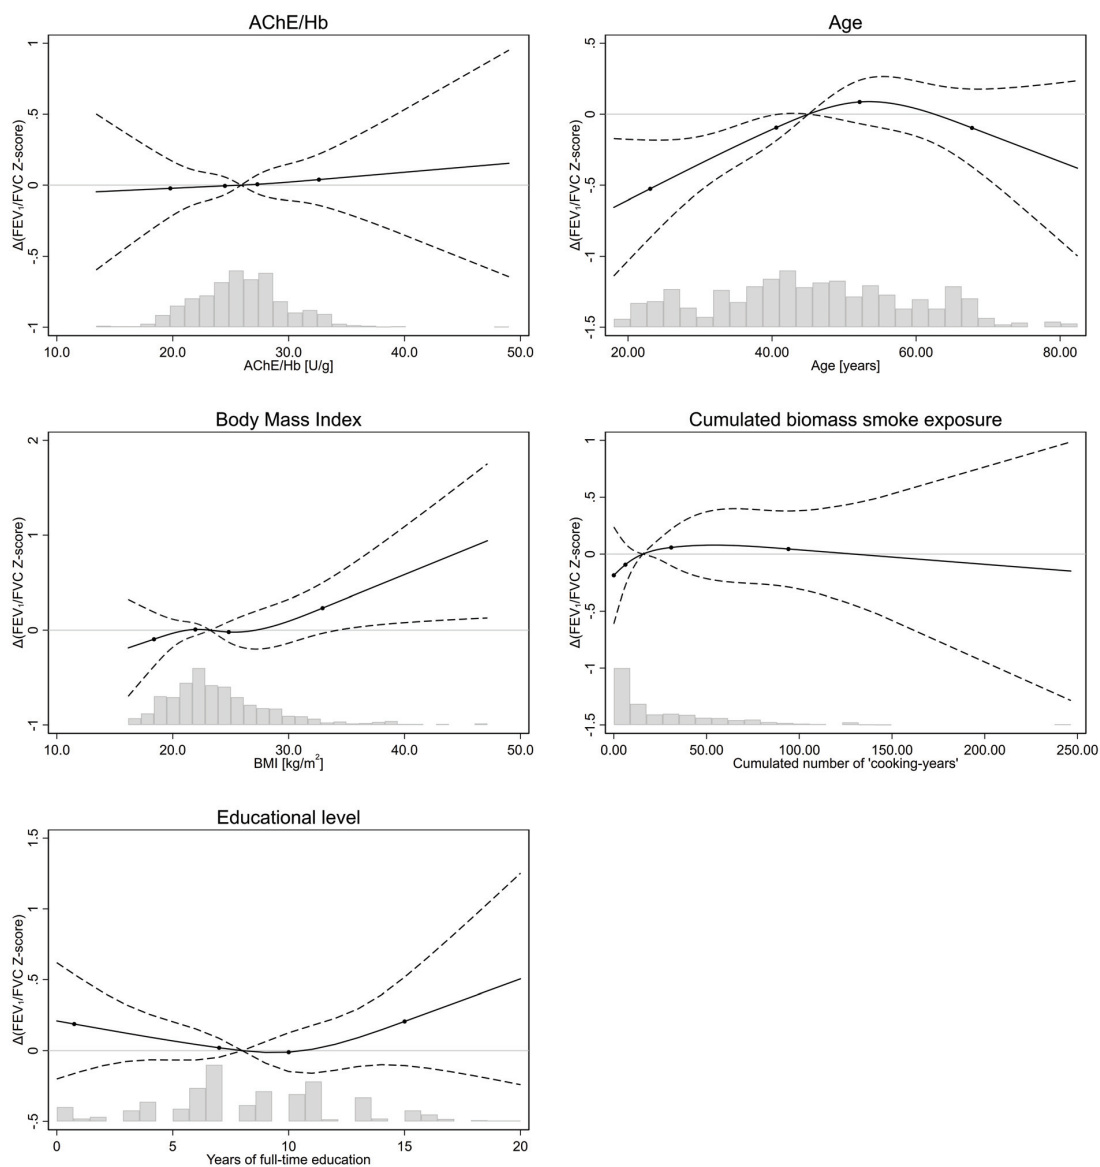 AChE/Hb
Δ(FEV₁/FVC Z-score)
1
.5
0
-.5
-1
10.0 20.0 30.0 40.0 50.0
AChE/Hb [U/g]
Age
Δ(FEV₁/FVC Z-score)
.5
0
-.5
-1
-1.5
20.00 40.00 60.00 80.00
Age [years]
Body Mass Index
Δ(FEV₁/FVC Z-score)
2
1
0
-1
10.0 20.0 30.0 40.0 50.0
BMI [kg/m²]
Cumulated biomass smoke exposure
Δ(FEV₁/FVC Z-score)
1
.5
0
-.5
-1
-1.5
0.00 50.00 100.00 150.00 200.00 250.00
Cumulated number of 'cooking-years'
Educational level
Δ(FEV₁/FVC Z-score)
1.5
1
.5
0
-.5
0 5 10 15 20
Years of full-time education